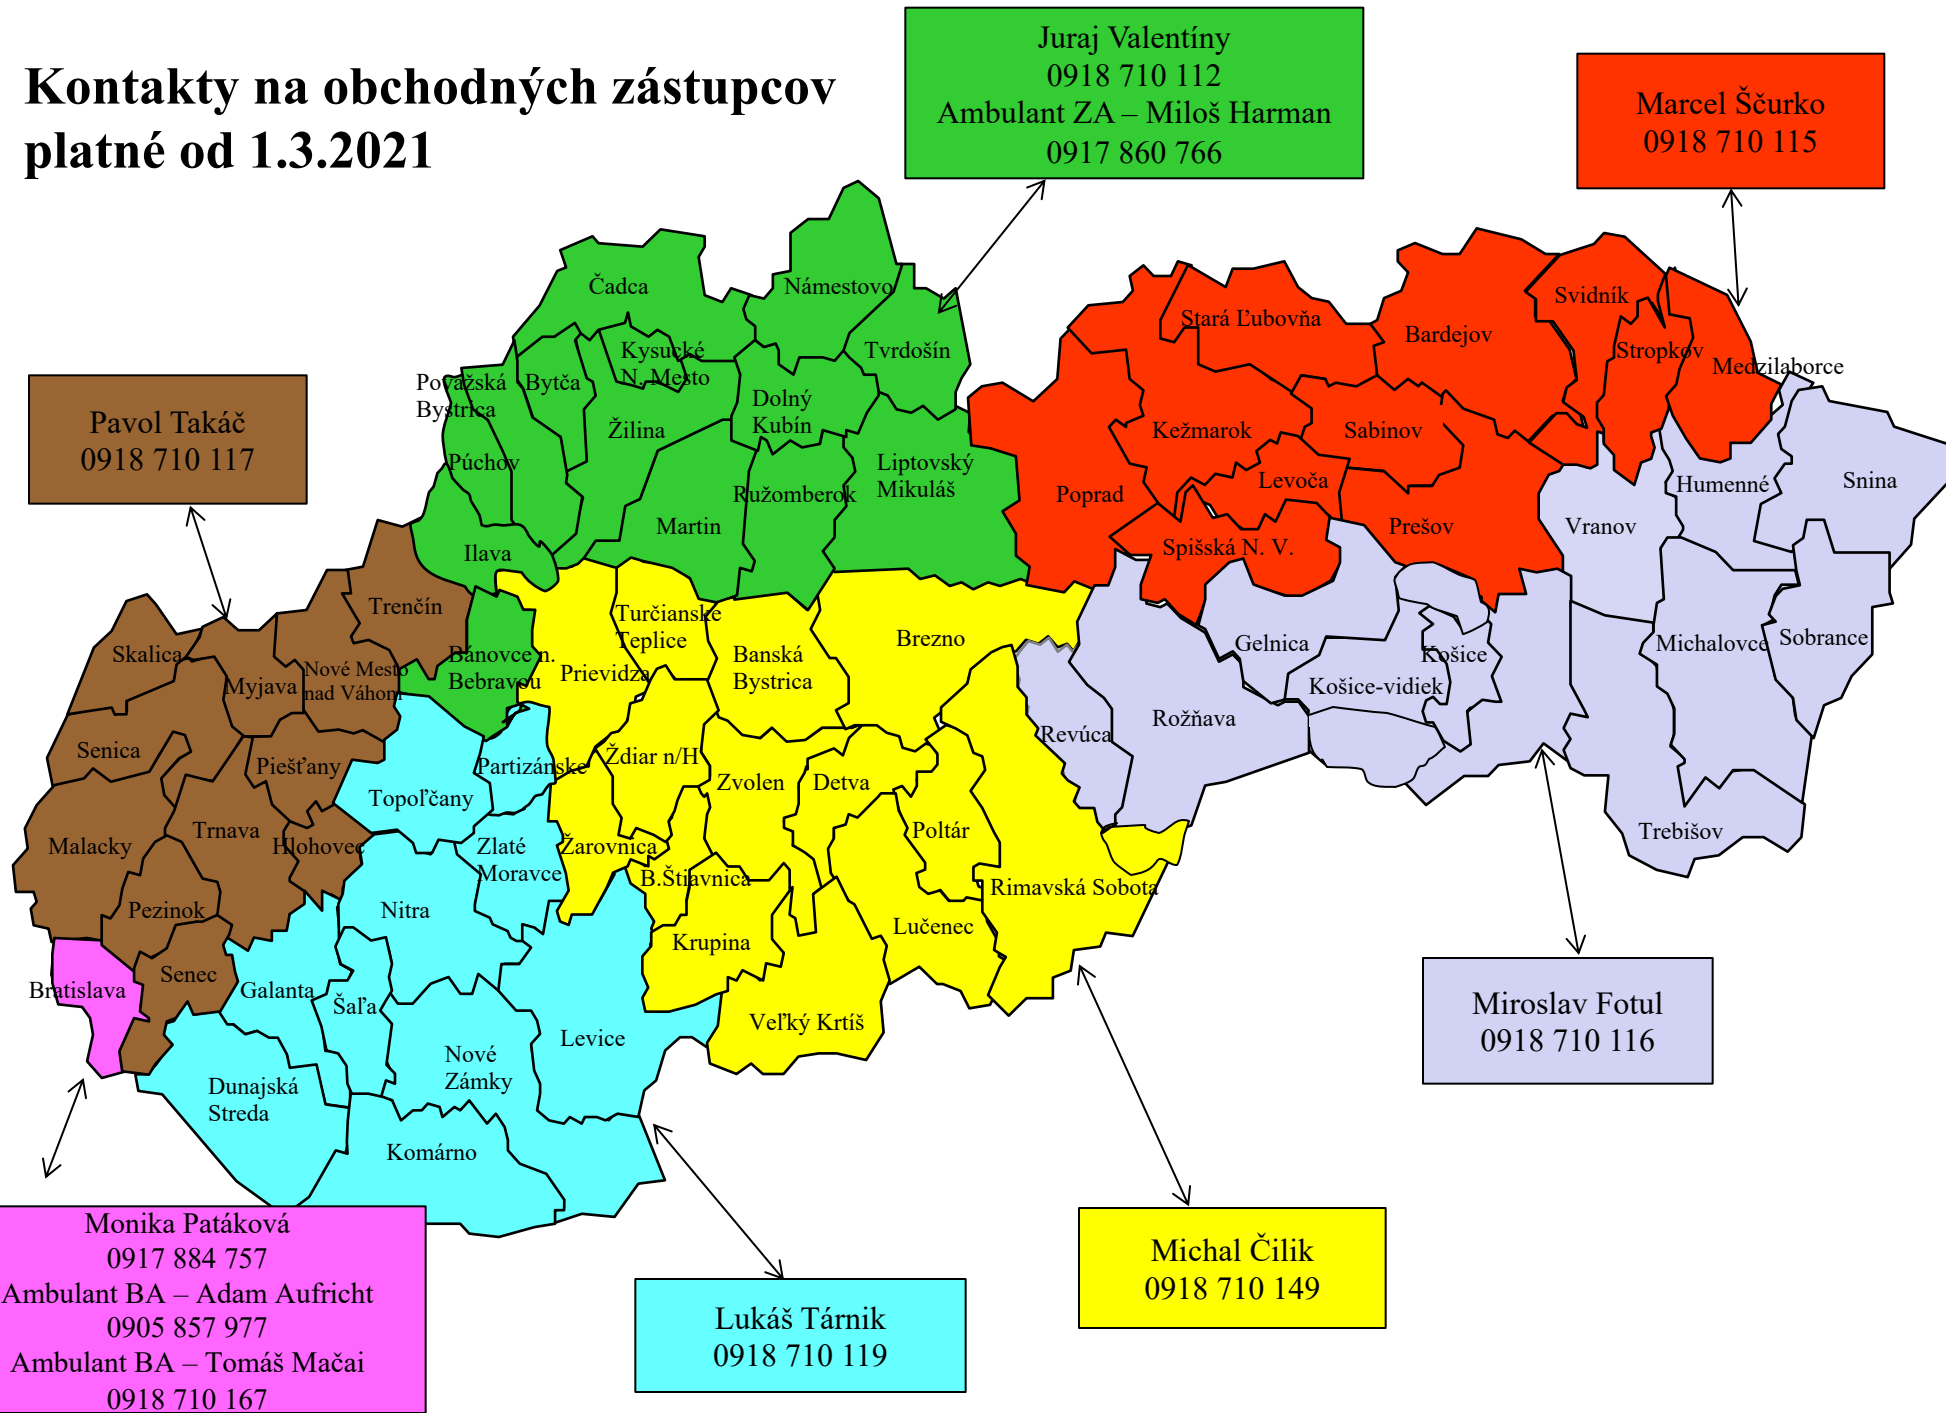 Kontakty na obchodných zástupcov
platné od 1.3.2021
Juraj Valentíny
0918 710 112
Ambulant ZA – Miloš Harman
0917 860 766
Marcel Ščurko
0918 710 115
Pavol Takáč
0918 710 117
Čadca
Námestovo
Kysucké
N. Mesto
Tvrdošín
Považská
Bystrica
Bytča
Dolný
Kubín
Žilina
Púchov
Ružomberok
Liptovský
Mikuláš
Martin
Ilava
Bánovce n.
Bebravou
Stará Ľubovňa
Bardejov
Svidník
Stropkov
Medzilaborce
Kežmarok
Sabinov
Poprad
Levoča
Prešov
Spišská N. V.
Vranov
Humenné
Snina
Michalovce
Sobrance
Gelnica
Košice
Košice-vidiek
Revúca
Rožňava
Trebišov
Trenčín
Skalica
Myjava
Nové Mesto
nad Váhom
Senica
Piešťany
Malacky
Trnava
Hlohovec
Pezinok
Senec
Bratislava
Turčianske
Teplice
Prievidza
Banská
Bystrica
Brezno
Ždiar n/H
Zvolen
Detva
Poltár
Žarovnica
B.Štiavnica
Krupina
Lučenec
Rimavská Sobota
Veľký Krtíš
Partizánske
Topoľčany
Zlaté
Moravce
Nitra
Galanta
Šaľa
Levice
Nové
Zámky
Dunajská
Streda
Komárno
Miroslav Fotul
0918 710 116
Monika Patáková
0917 884 757
Ambulant BA – Adam Aufricht
0905 857 977
Ambulant BA – Tomáš Mačai
0918 710 167
Lukáš Tárnik
0918 710 119
Michal Čilik
0918 710 149